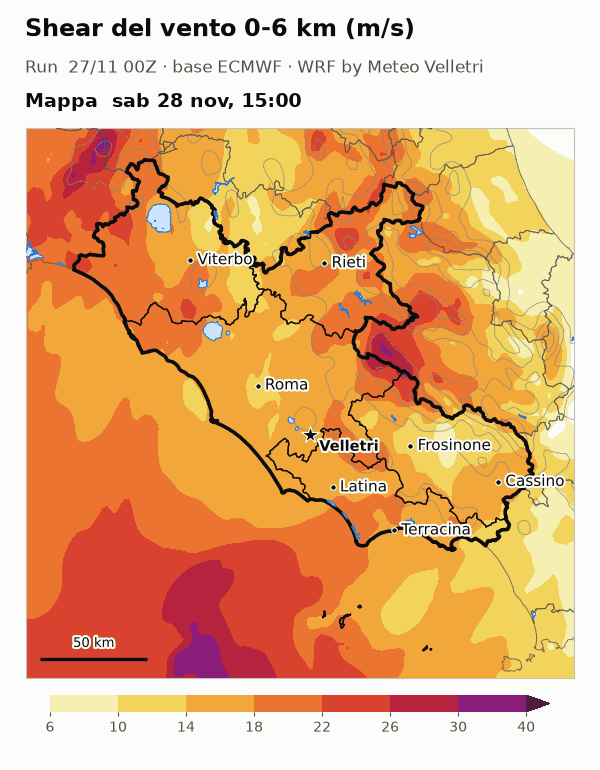 Shear del vento 0-6 km (m/s)
Run  27/11 00Z · base ECMWF · WRF by Meteo Velletri
Mappa  sab 28 nov, 15:00
Viterbo
Rieti
Roma
Velletri
Frosinone
Cassino
Latina
Terracina
50 km
6 10 14 18 22 26 30 40